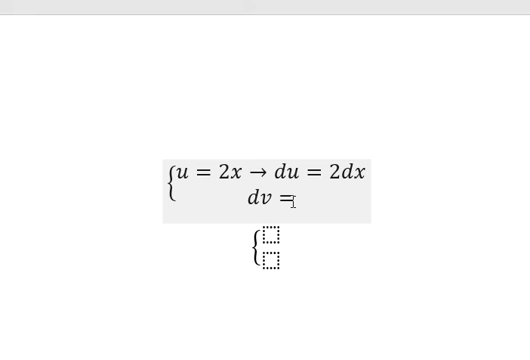 {u = 2x → du = 2dx
dv =
{